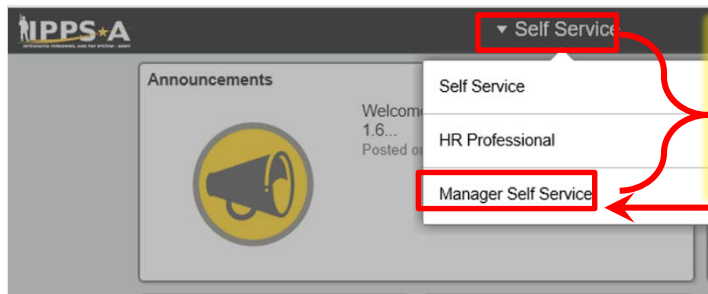 IPPS★A
INTEGRATED PERSONNEL AND PAY SYSTEM - ARMY
▼ Self Service
Announcements
Self Service
Welcome
1.6...
Posted o
HR Professional
Manager Self Service